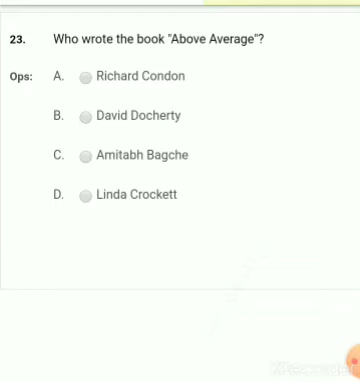 23. Who wrote the book "Above Average"?
Ops: A. Richard Condon
B. David Docherty
C. Amitabh Bagche
D. Linda Crockett